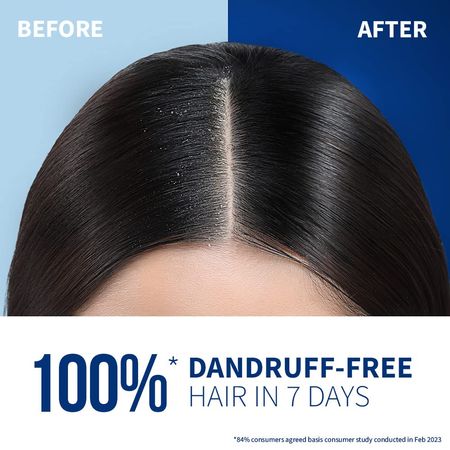 BEFORE
AFTER
100%* DANDRUFF-FREE
HAIR IN 7 DAYS
*84% consumers agreed basis consumer study conducted in Feb 2023